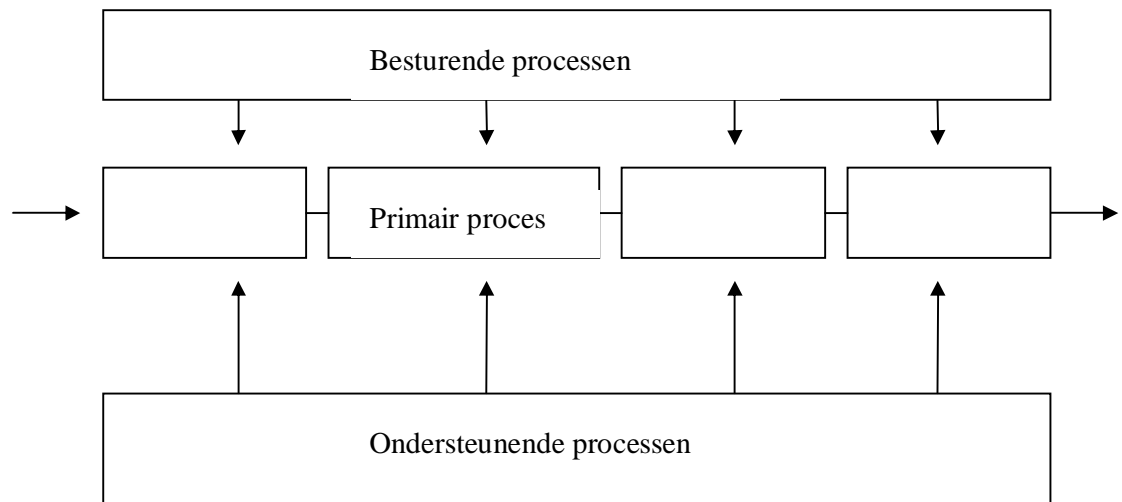 Besturende processen
Primair proces
Ondersteunende processen